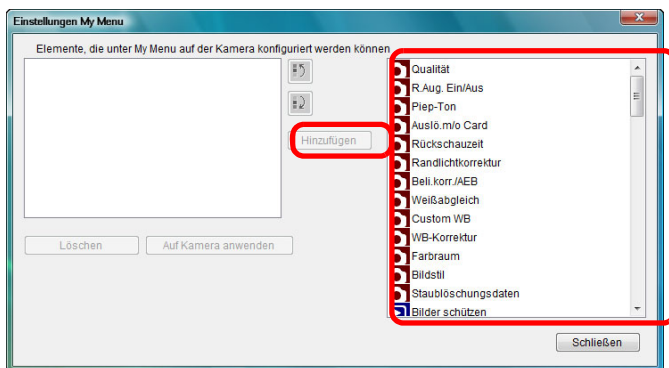 Einstellungen My Menu
Elemente, die unter My Menu auf der Kamera konfiguriert werden können
Qualität
R.Aug. Ein/Aus
Piep-Ton
Auslö.m/o Card
Hinzufügen
Rückschauzeit
Randlichtkorrektur
Beli.korr./AEB
Weißabgleich
Custom WB
WB-Korrektur
Farbraum
Bildstil
Staublöschungsdaten
Bilder schützen
Löschen
Auf Kamera anwenden
Schließen